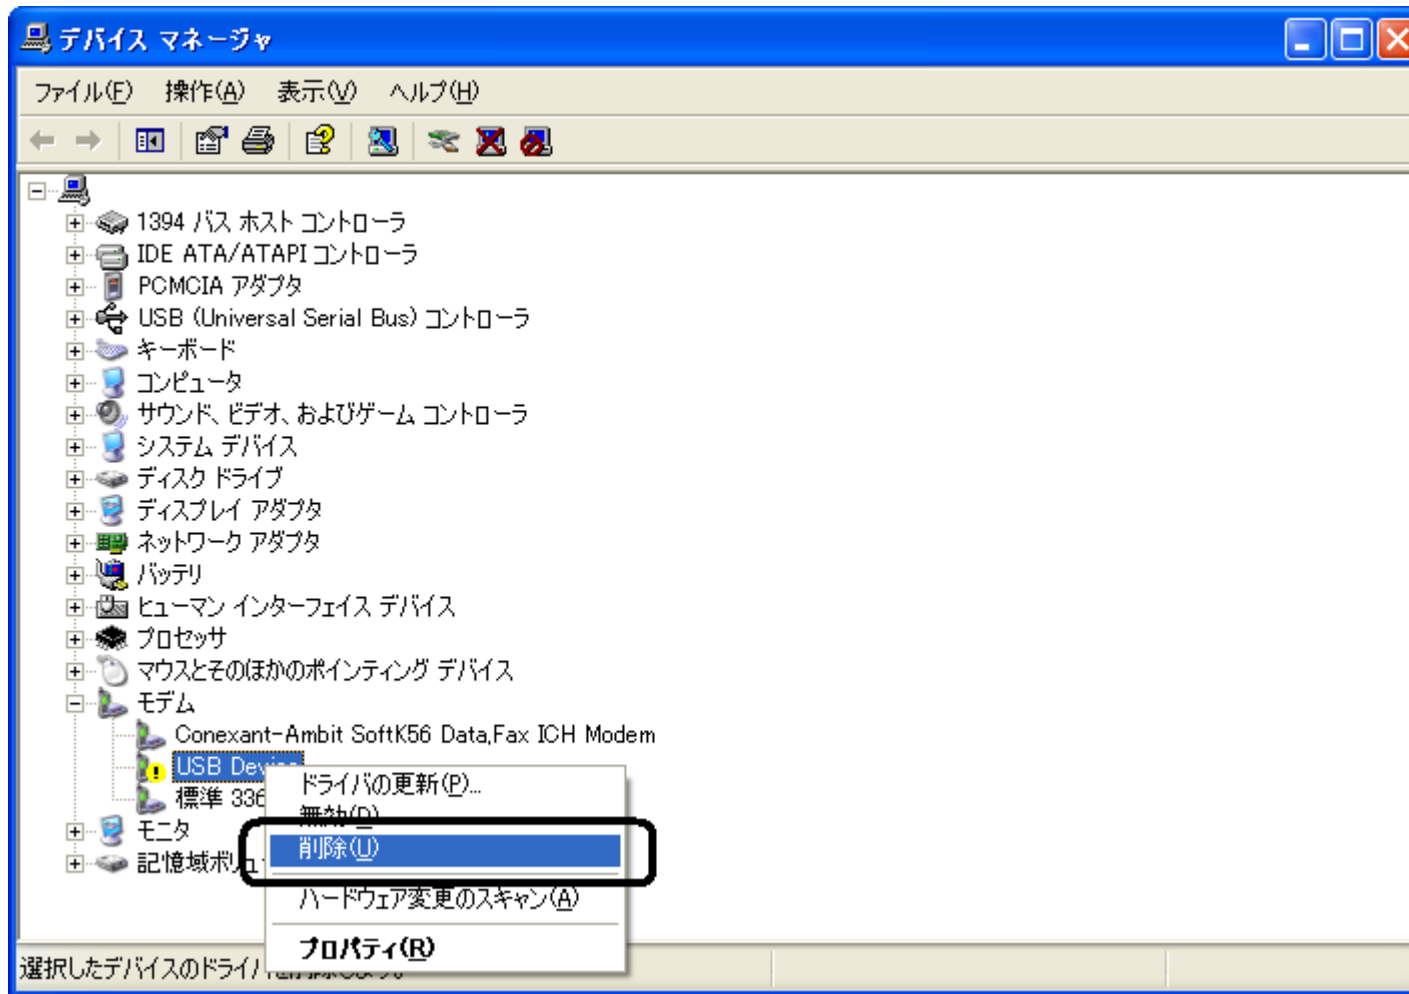 デバイス マネージャ
ファイル(F) 操作(A) 表示(V) ヘルプ(H)
1394 バス ホスト コントローラ
IDE ATA/ATAPI コントローラ
PCMCIA アダプタ
USB (Universal Serial Bus) コントローラ
キーボード
コンピュータ
サウンド、ビデオ、およびゲーム コントローラ
システム デバイス
ディスク ドライブ
ディスプレイ アダプタ
ネットワーク アダプタ
バッテリ
ヒューマン インターフェイス デバイス
プロセッサ
マウスとそのほかのポインティング デバイス
モデム
Conexant-Ambit SoftK56 Data,Fax ICH Modem
USB Device
標準 336
モニタ
記憶域ボリュ
ドライバの更新(P)...
無効(D)
削除(U)
ハードウェア変更のスキャン(A)
プロパティ(R)
選択したデバイスのドライバ